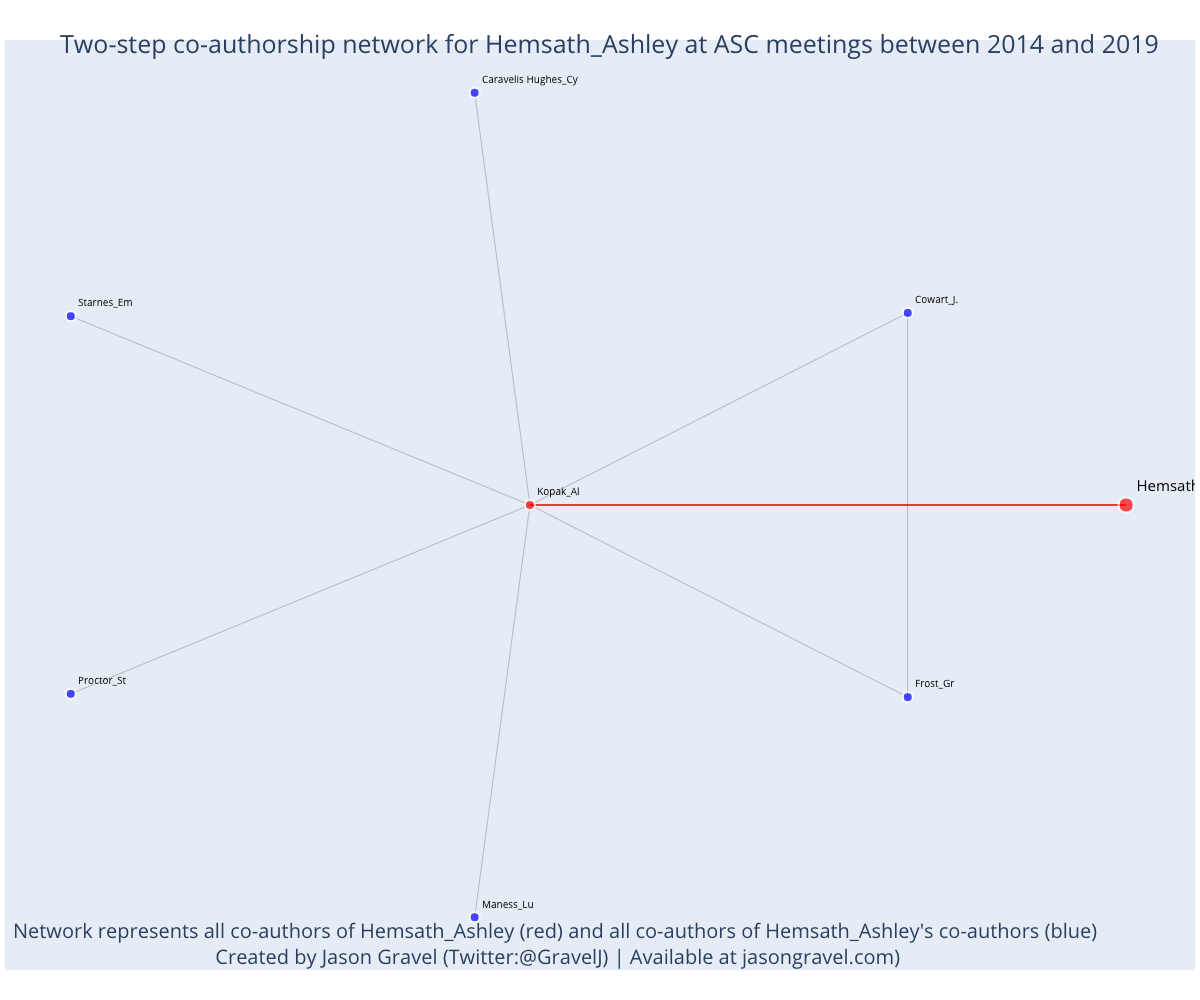 Two-step co-authorship network for Hemsath_Ashley at ASC meetings between 2014 and 2019
Caravelis Hughes_Cy
Starnes_Em
Cowart_J.
Hemsath
Kopak_Al
Proctor_St
Frost_Gr
Maness_Lu
Network represents all co-authors of Hemsath_Ashley (red) and all co-authors of Hemsath_Ashley's co-authors (blue)
Created by Jason Gravel (Twitter:@GravelJ) | Available at jasongravel.com)